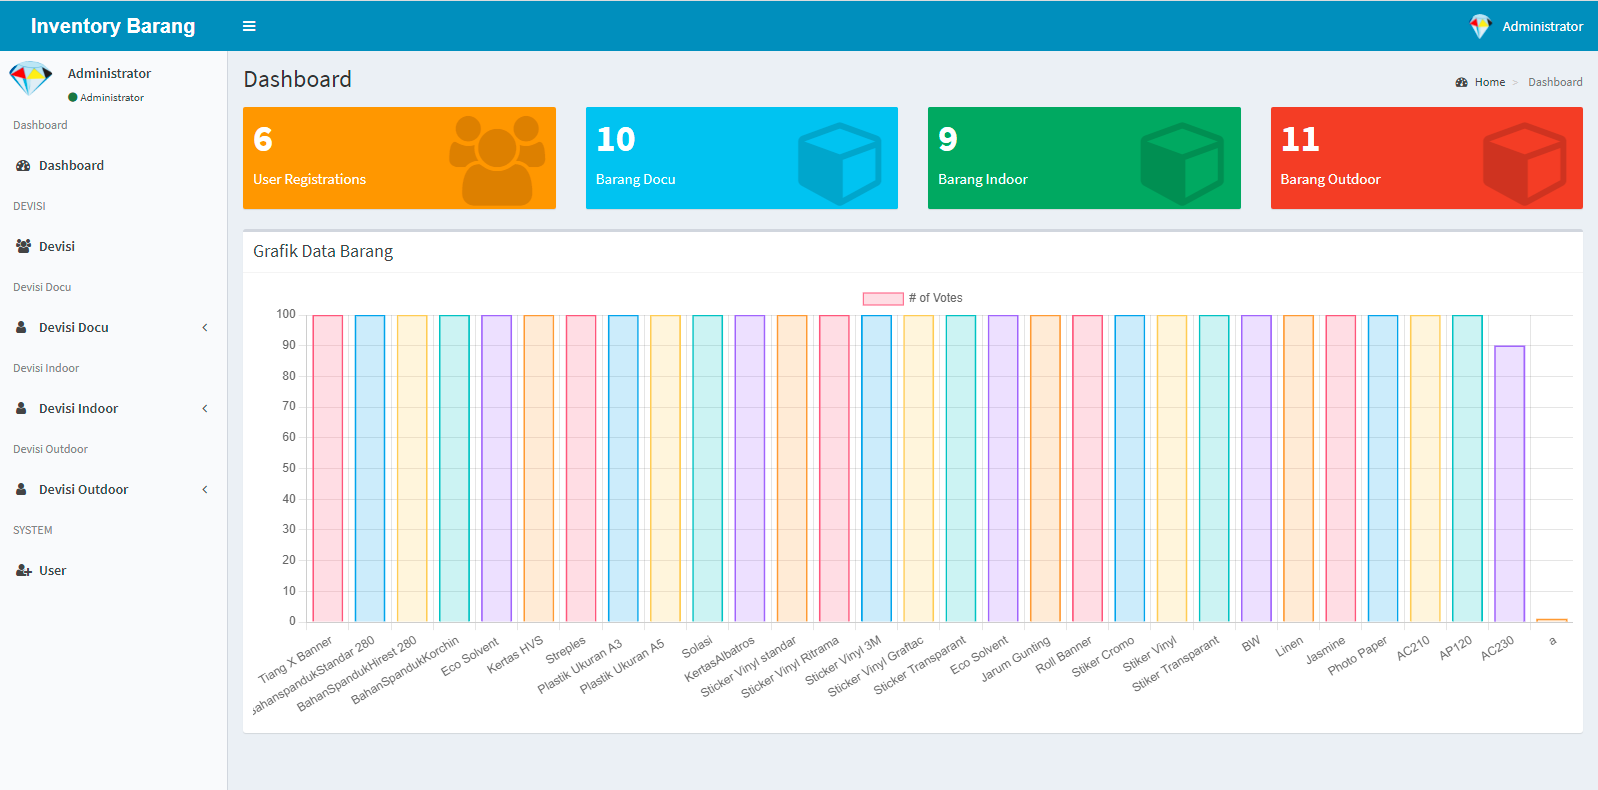 Inventory Barang
Administrator
Administrator
Administrator
Dashboard
Dashboard
DEVISI
Devisi
Devisi Docu
Devisi Docu
Devisi Indoor
Devisi Indoor
Devisi Outdoor
Devisi Outdoor
SYSTEM
User
Dashboard
Home > Dashboard
6
User Registrations
10
Barang Docu
9
Barang Indoor
11
Barang Outdoor
Grafik Data Barang
# of Votes
100
90
80
70
60
50
40
30
20
10
0
Tiang X Banner
BahanspandukStandar 280
BahanSpandukHirest 280
BahanSpandukKorchin
Eco Solvent
Kertas HVS
Streples
Plastik Ukuran A3
Plastik Ukuran A5
Solasi
KertasAlbatros
Sticker Vinyl standar
Sticker Vinyl Ritrama
Sticker Vinyl 3M
Sticker Vinyl Graftac
Sticker Transparant
Eco Solvent
Jarum Gunting
Roll Banner
Stiker Cromo
Stiker Vinyl
Stiker Transparant
BW
Linen
Jasmine
Photo Paper
AC210
AP120
AC230
a